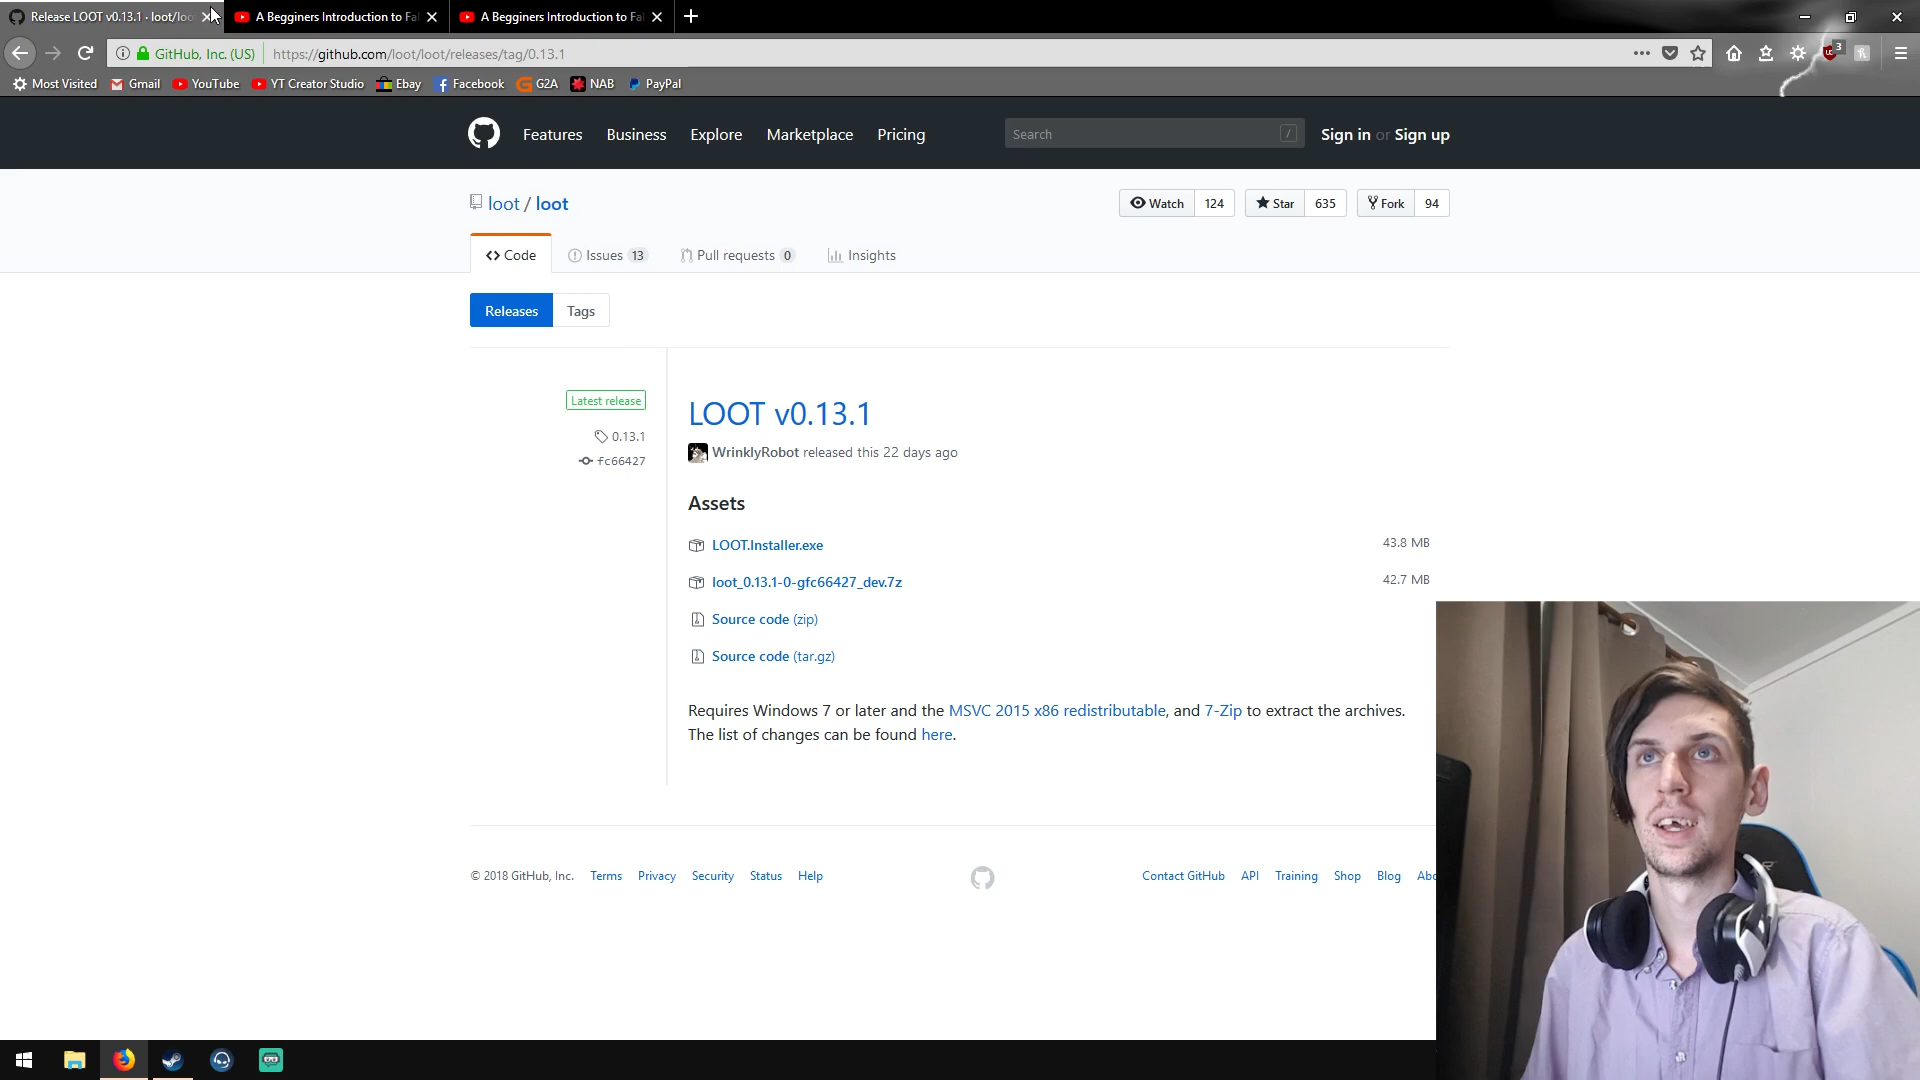 Release LOOT v0.13.1 · loot/loo
A Begginers Introduction to Fal
A Begginers Introduction to Fal
GitHub, Inc. (US)
https://github.com/loot/loot/releases/tag/0.13.1
3
Most Visited
Gmail
YouTube
YT Creator Studio
Ebay
Facebook
G2A
NAB
PayPal
Features
Business
Explore
Marketplace
Pricing
Search
/
Sign in or Sign up
loot / loot
Watch 124
Star 635
Fork 94
Code
Issues 13
Pull requests 0
Insights
Releases
Tags
Latest release
0.13.1
fc66427
LOOT v0.13.1
WrinklyRobot released this 22 days ago
Assets
LOOT.Installer.exe
43.8 MB
loot_0.13.1-0-gfc66427_dev.7z
42.7 MB
Source code (zip)
Source code (tar.gz)
Requires Windows 7 or later and the MSVC 2015 x86 redistributable, and 7-Zip to extract the archives.
The list of changes can be found here.
© 2018 GitHub, Inc.
Terms
Privacy
Security
Status
Help
Contact GitHub
API
Training
Shop
Blog
Abo